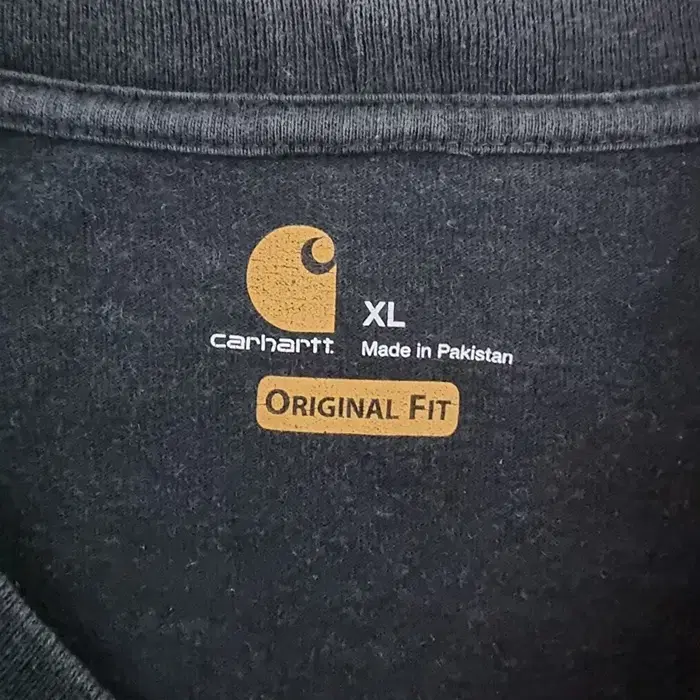 XL
carhartt
Made in Pakistan
ORIGINAL FIT